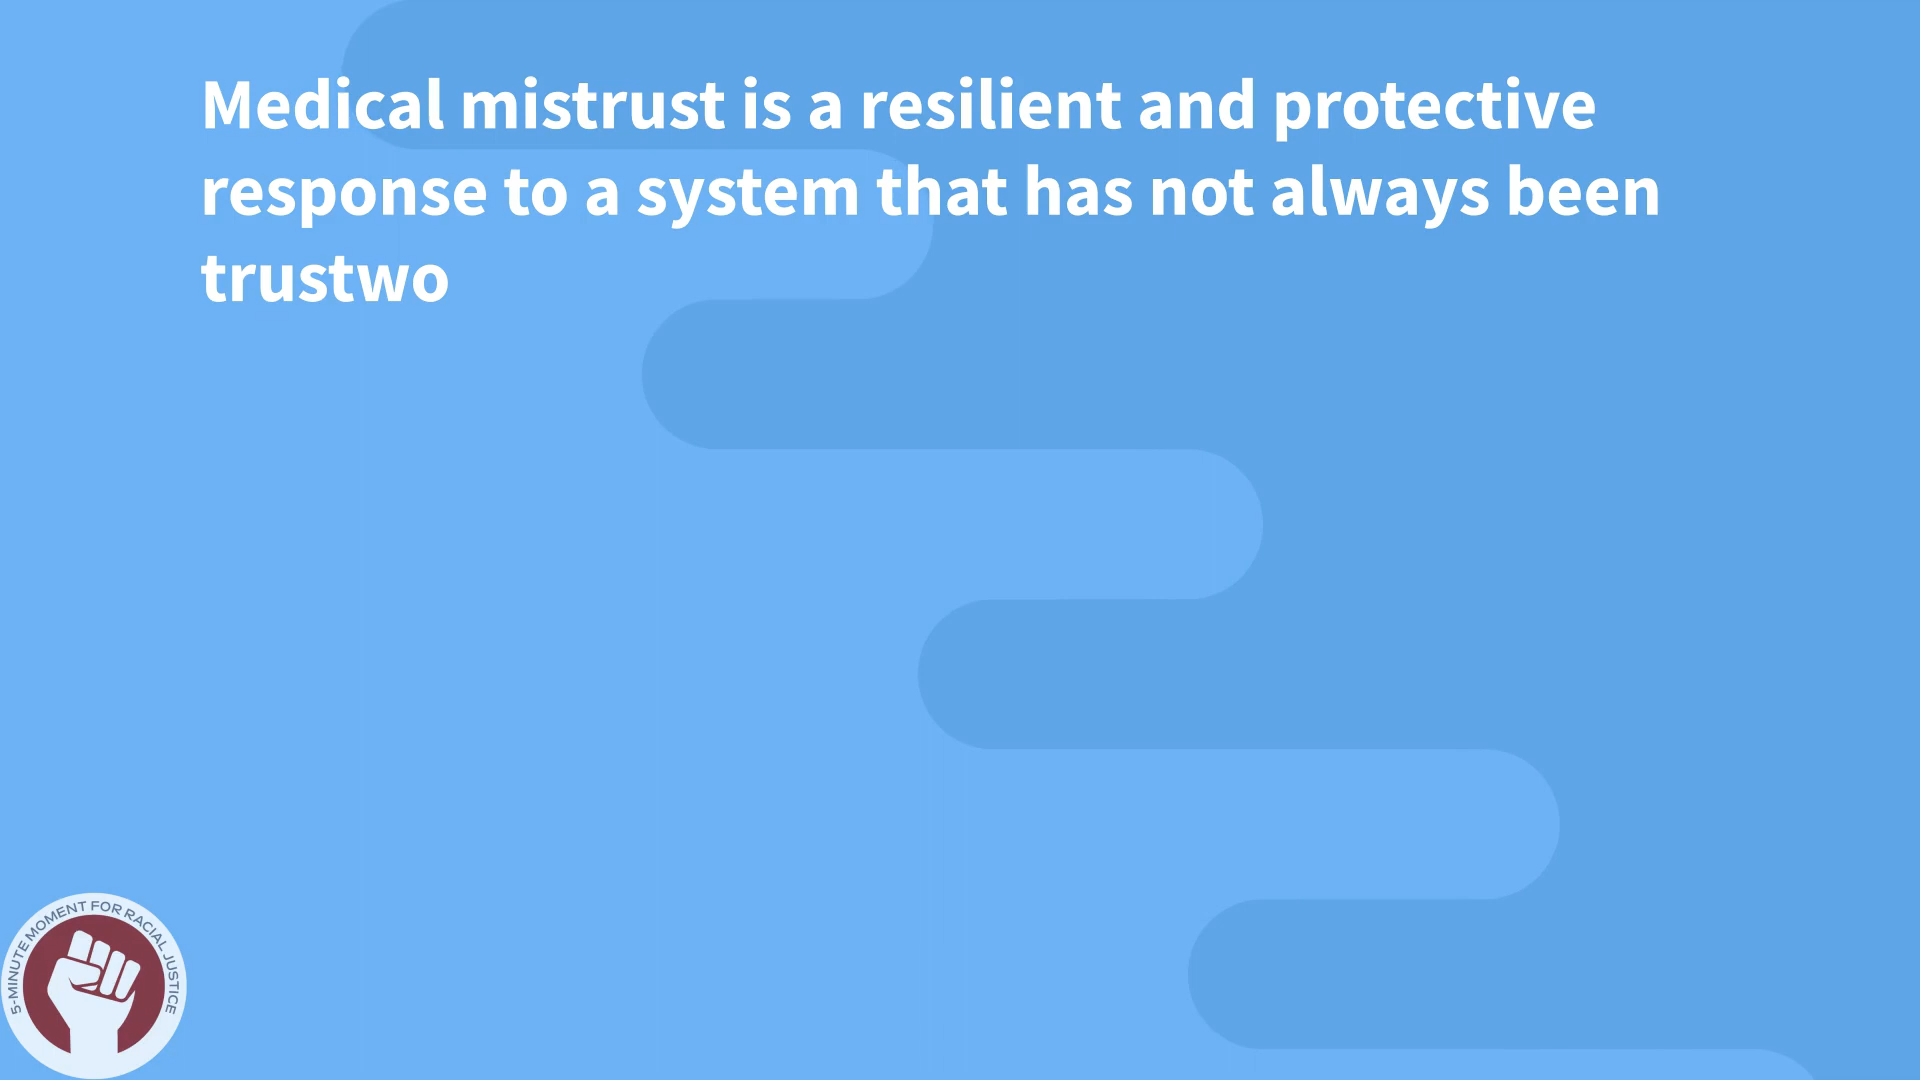 Medical mistrust is a resilient and protective
response to a system that has not always been
trustwo
5-MINUTE MOMENT FOR RACIAL JUSTICE